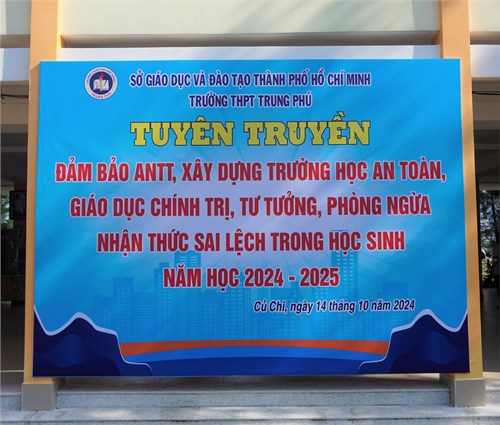 SỞ GIÁO DỤC VÀ ĐÀO TẠO THÀNH PHỐ HỒ CHÍ MINH
TRƯỜNG THPT TRUNG PHÚ
TUYÊN TRUYỀN
ĐẢM BẢO ANTT, XÂY DỰNG TRƯỜNG HỌC AN TOÀN,
GIÁO DỤC CHÍNH TRỊ, TƯ TƯỞNG, PHÒNG NGỪA
NHẬN THỨC SAI LỆCH TRONG HỌC SINH
NĂM HỌC 2024 - 2025
Củ Chi, ngày 14 tháng 10 năm 2024